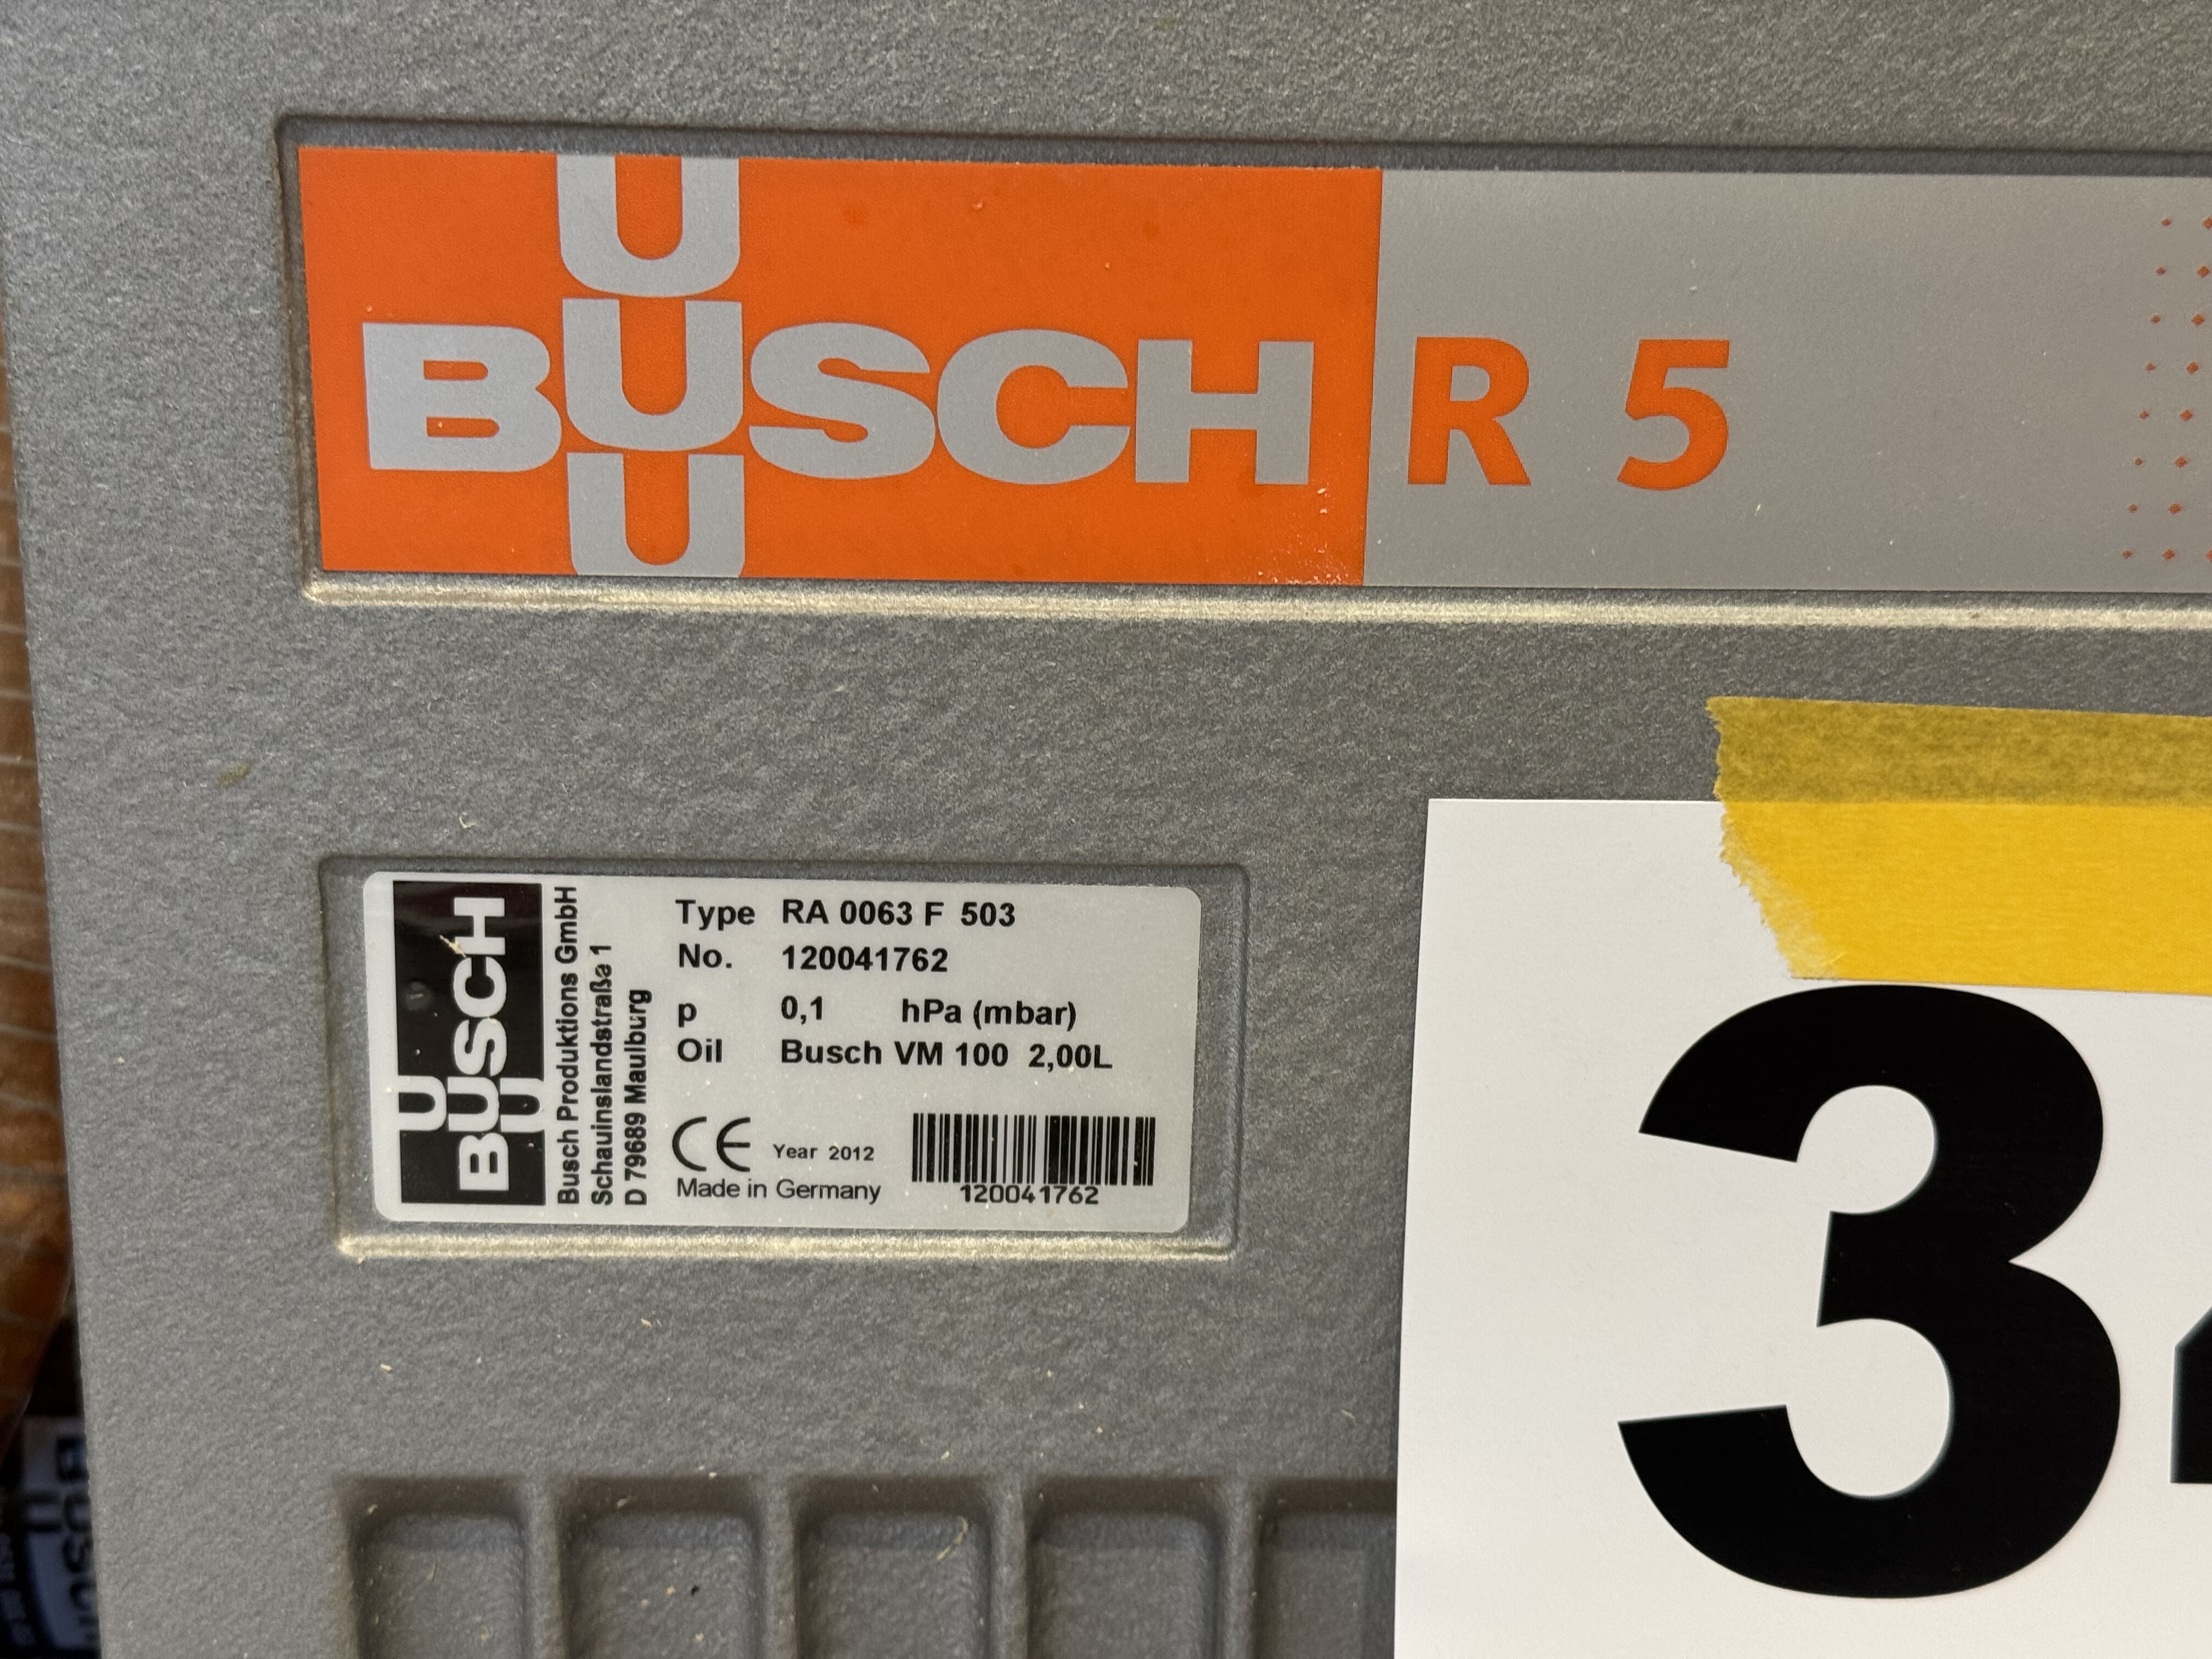 BUSCH R 5
BUSCH
Busch Produktions GmbH
Schauinslandstraße 1
D 79689 Maulburg
Type RA 0063 F 503
No. 120041762
p 0,1 hPa (mbar)
Oil Busch VM 100 2,00L
CE Year 2012
Made in Germany
120041762
3
BUSCH